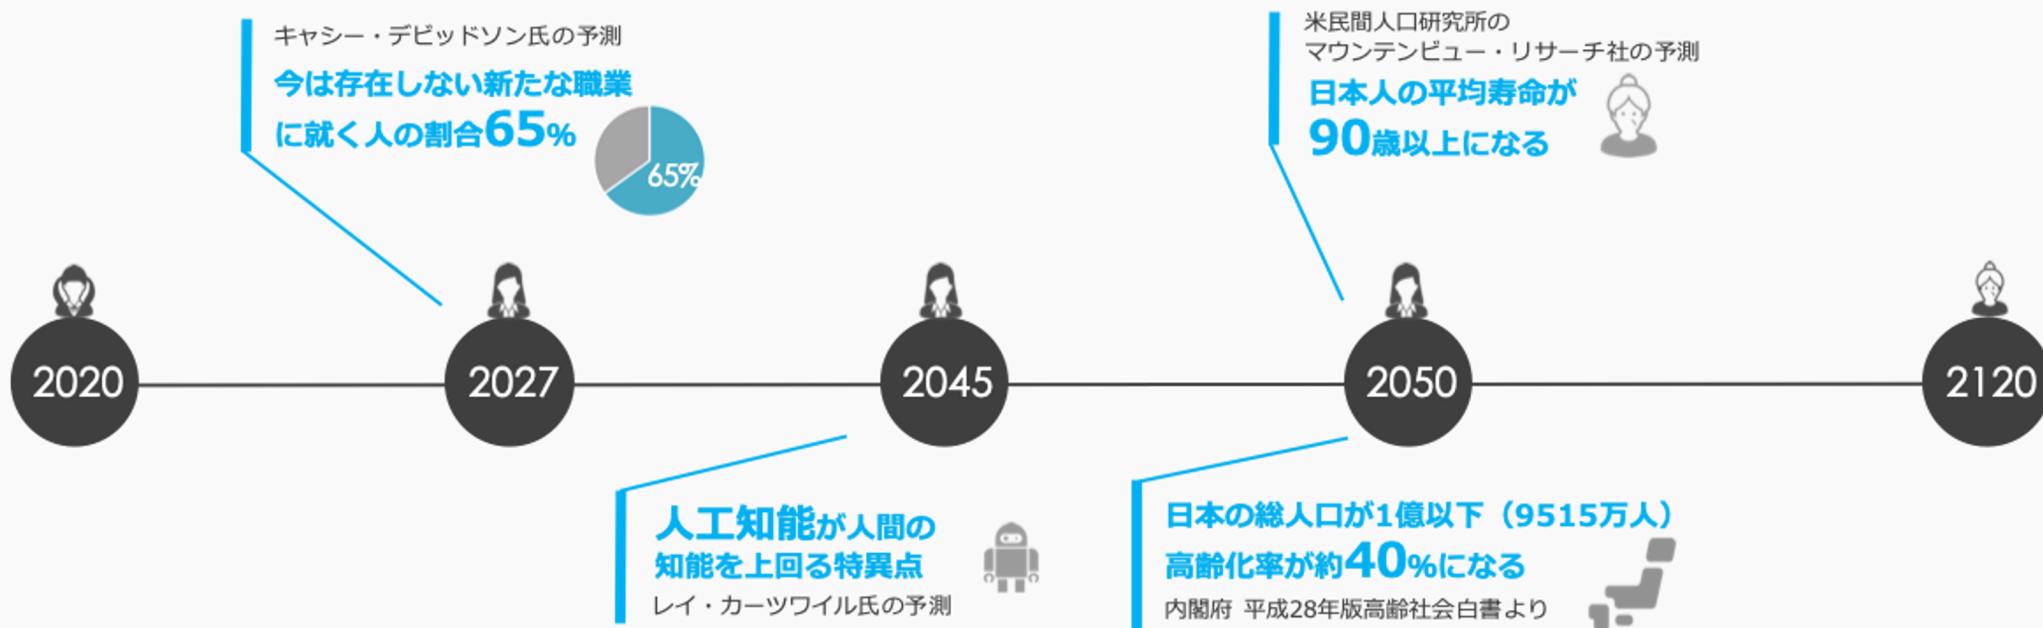 キャシー・デビッドソン氏の予測
今は存在しない新たな職業
に就く人の割合65%
65%
米民間人口研究所の
マウンテンビュー・リサーチ社の予測
日本人の平均寿命が
90歳以上になる
2020
2027
2045
2050
2120
人工知能が人間の
知能を上回る特異点
レイ・カーツワイル氏の予測
日本の総人口が1億以下（9515万人）
高齢化率が約40%になる
内閣府 平成28年版高齢社会白書より